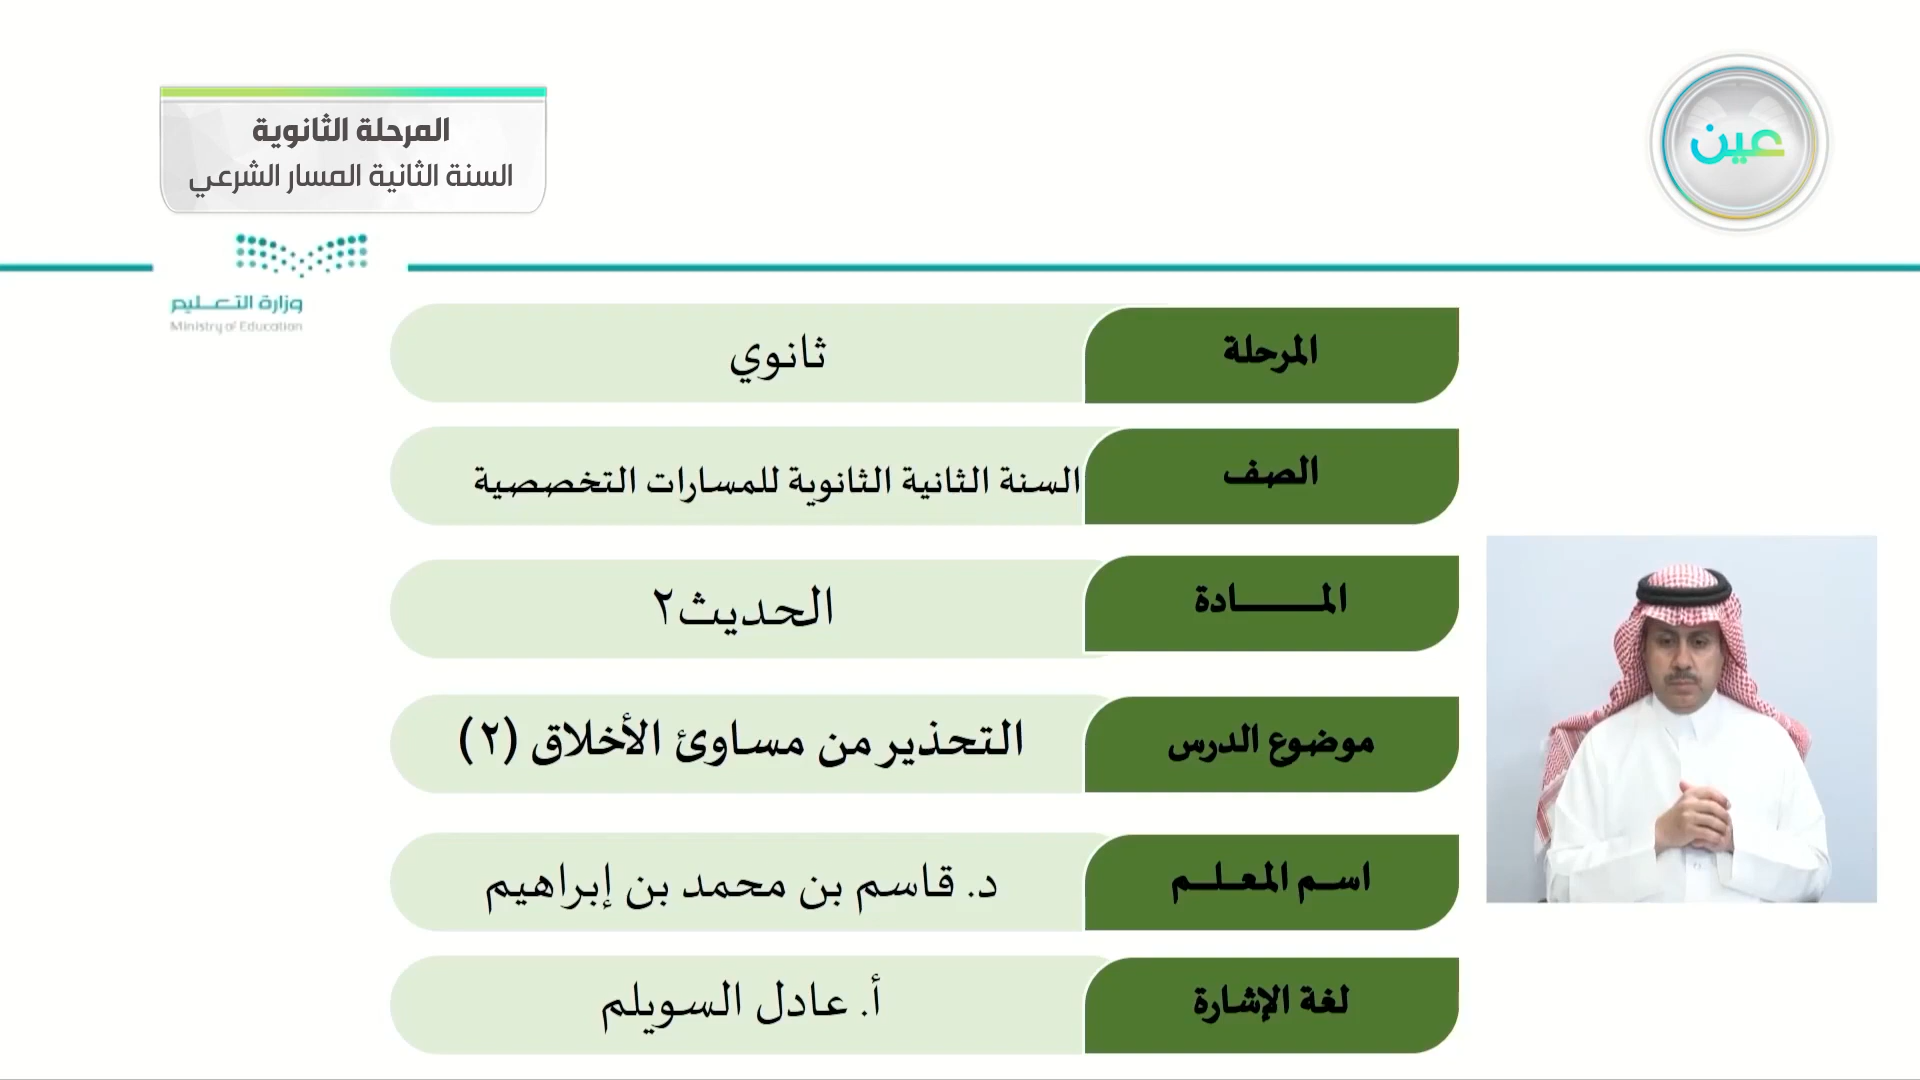 المرحلة الثانوية
السنة الثانية المسار الشرعي
عين
وزارة التعليم
Ministry of Education
المرحلة
ثانوي
الصف
السنة الثانية الثانوية للمسارات التخصصية
المـــــــادة
الحديث٢
موضوع الدرس
التحذير من مساوئ الأخلاق (٢)
اسم المعلم
د. قاسم بن محمد بن إبراهيم
لغة الإشارة
أ. عادل السويلم